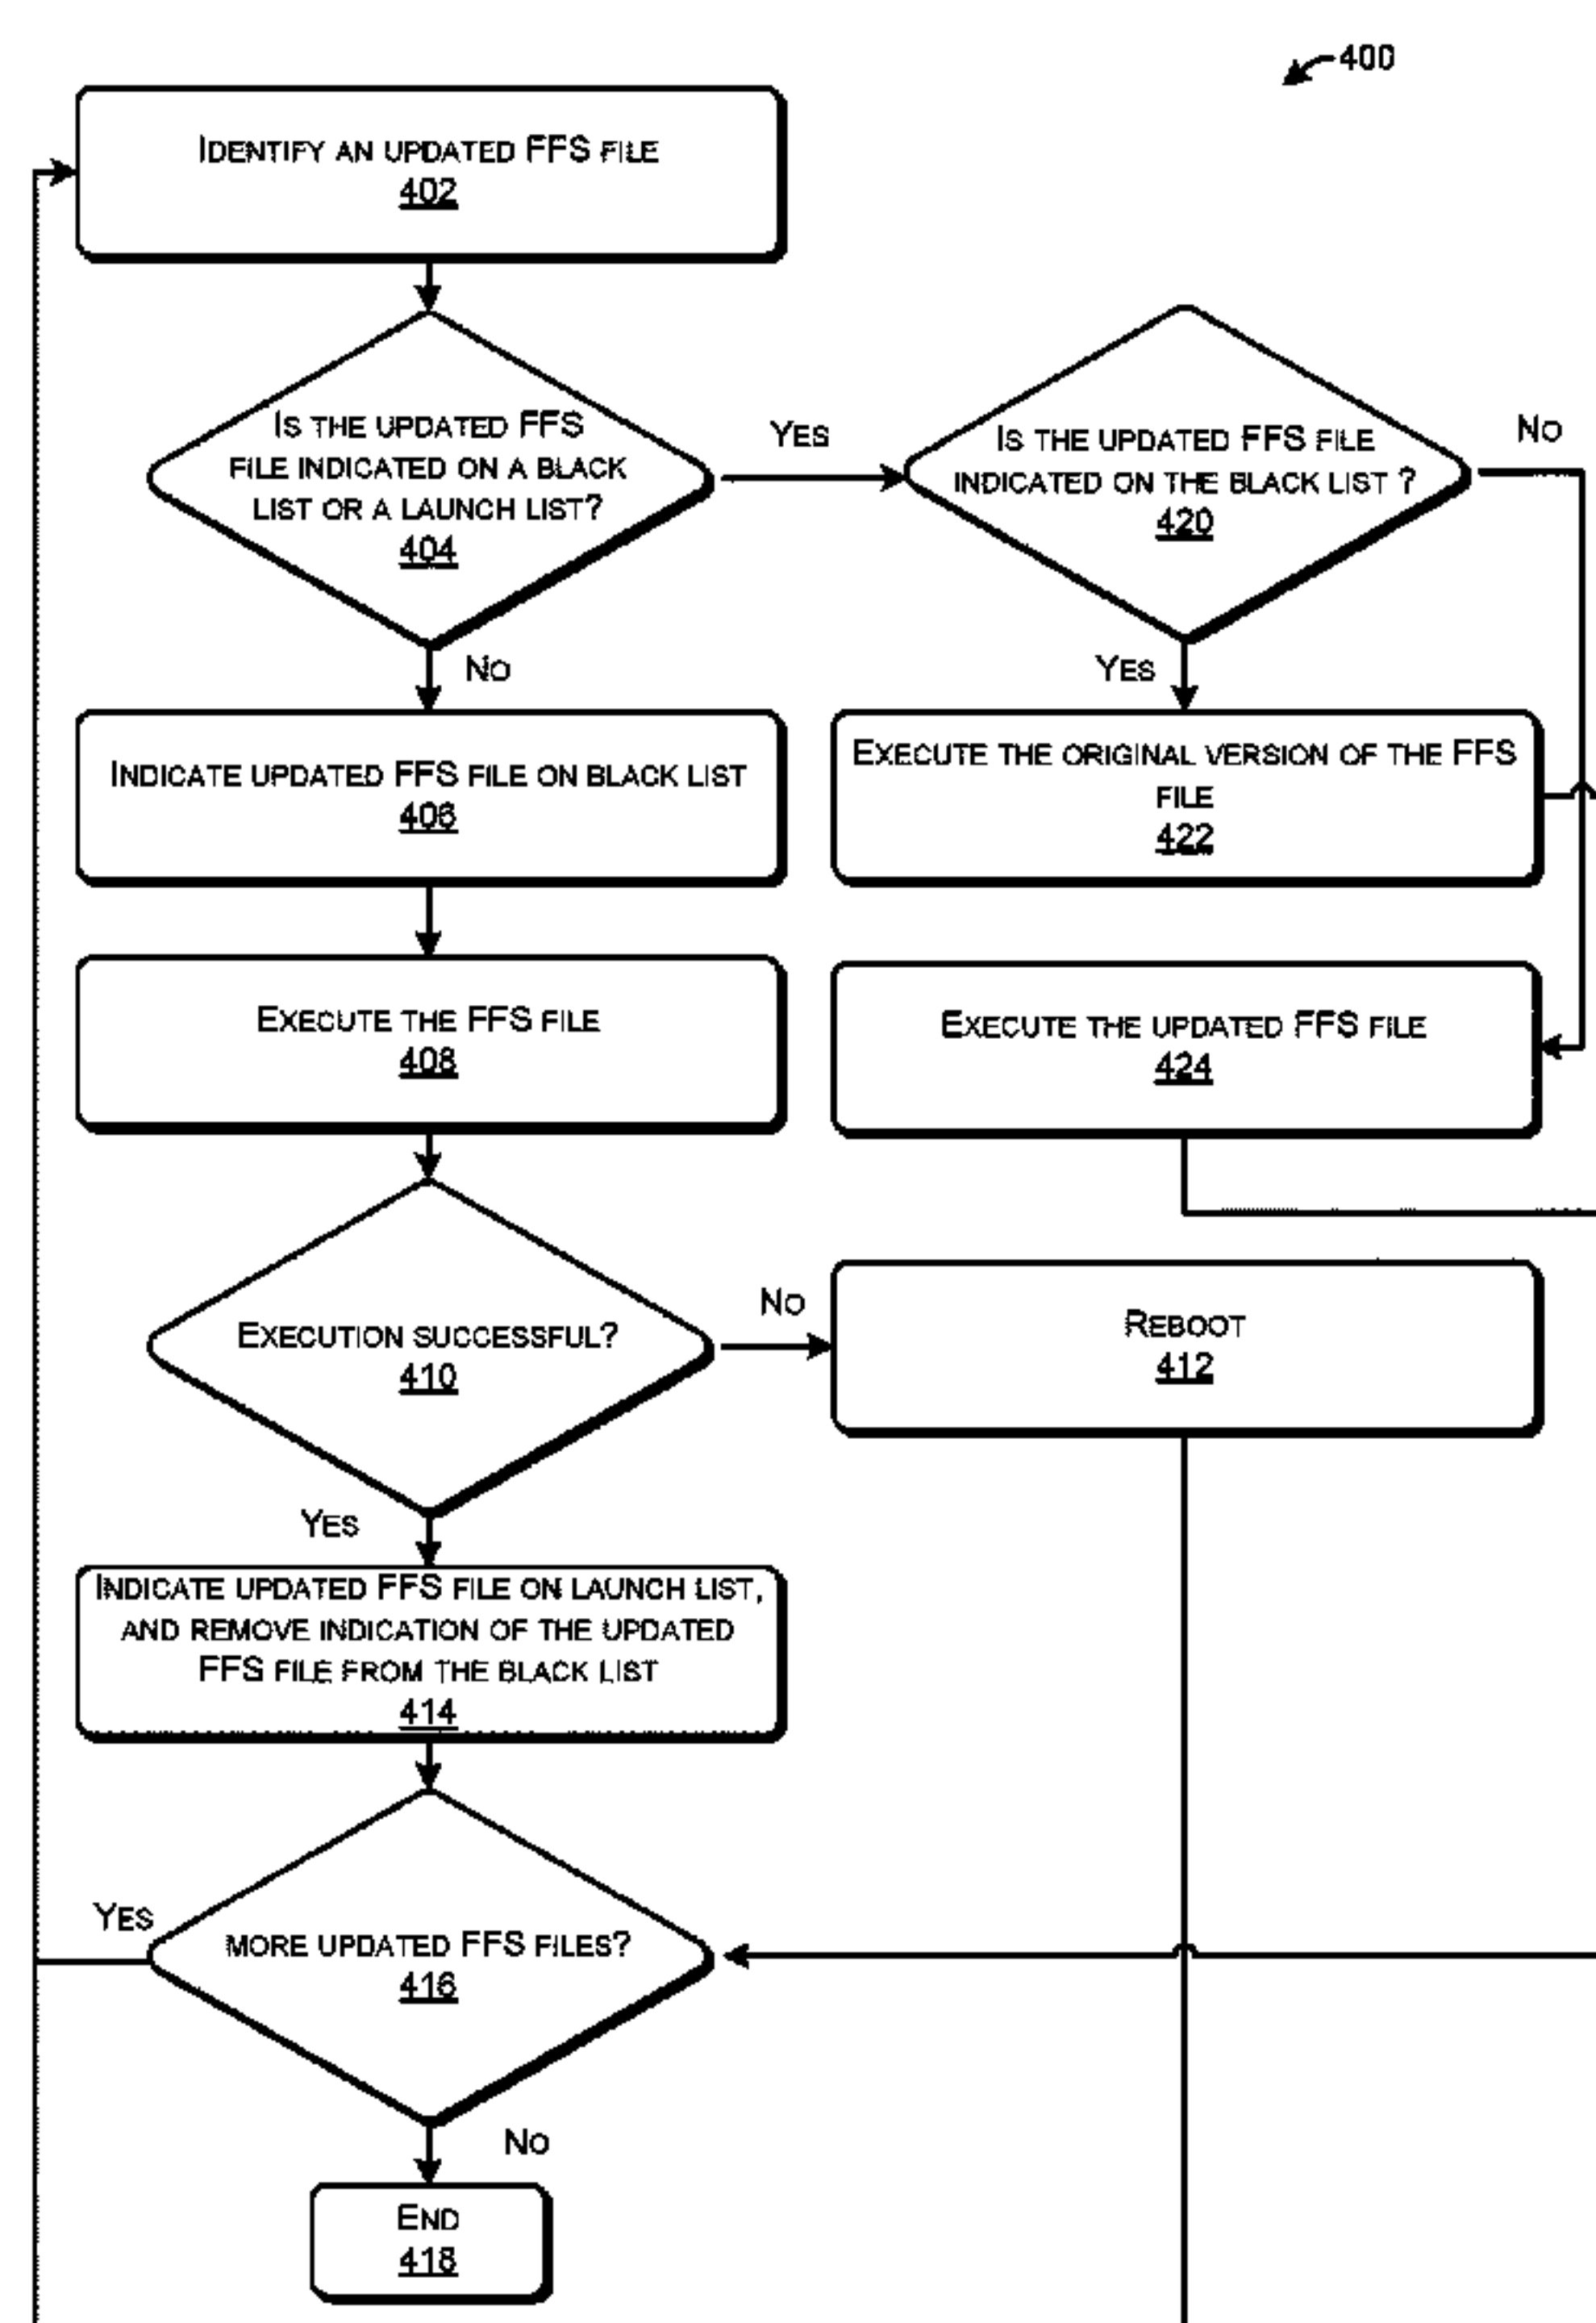 400
IDENTIFY AN UPDATED FFS FILE
402
IS THE UPDATED FFS
FILE INDICATED ON A BLACK
LIST OR A LAUNCH LIST?
404
YES
NO
IS THE UPDATED FFS FILE
INDICATED ON THE BLACK LIST ?
420
NO
YES
INDICATE UPDATED FFS FILE ON BLACK LIST
406
EXECUTE THE ORIGINAL VERSION OF THE FFS
FILE
422
EXECUTE THE FFS FILE
408
EXECUTE THE UPDATED FFS FILE
424
EXECUTION SUCCESSFUL?
410
NO
REBOOT
412
YES
INDICATE UPDATED FFS FILE ON LAUNCH LIST,
AND REMOVE INDICATION OF THE UPDATED
FFS FILE FROM THE BLACK LIST
414
YES
MORE UPDATED FFS FILES?
416
NO
END
418